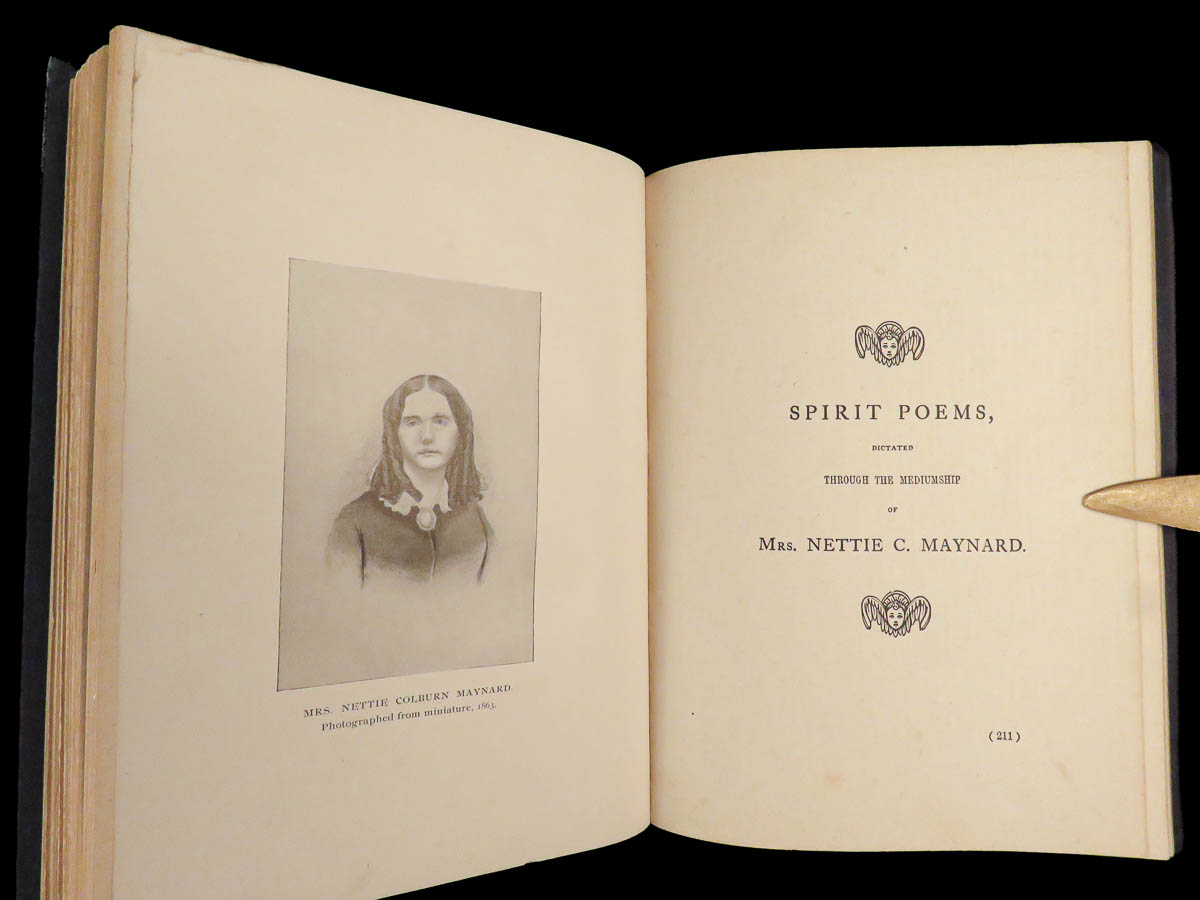 MRS. NETTIE COLBURN MAYNARD
Photographed from miniature, 1863.
SPIRIT POEMS,
DICTATED
THROUGH THE MEDIUMSHIP
OF
MRS. NETTIE C. MAYNARD.
(211)